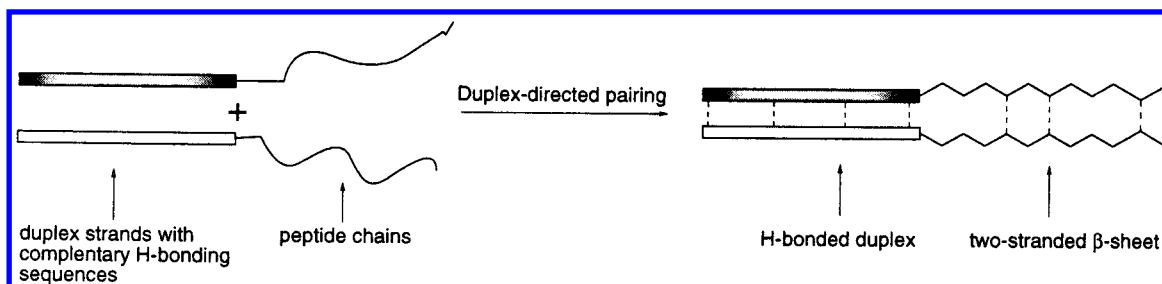 Duplex-directed pairing
+
duplex strands with
complentary H-bonding
sequences
peptide chains
H-bonded duplex
two-stranded β-sheet